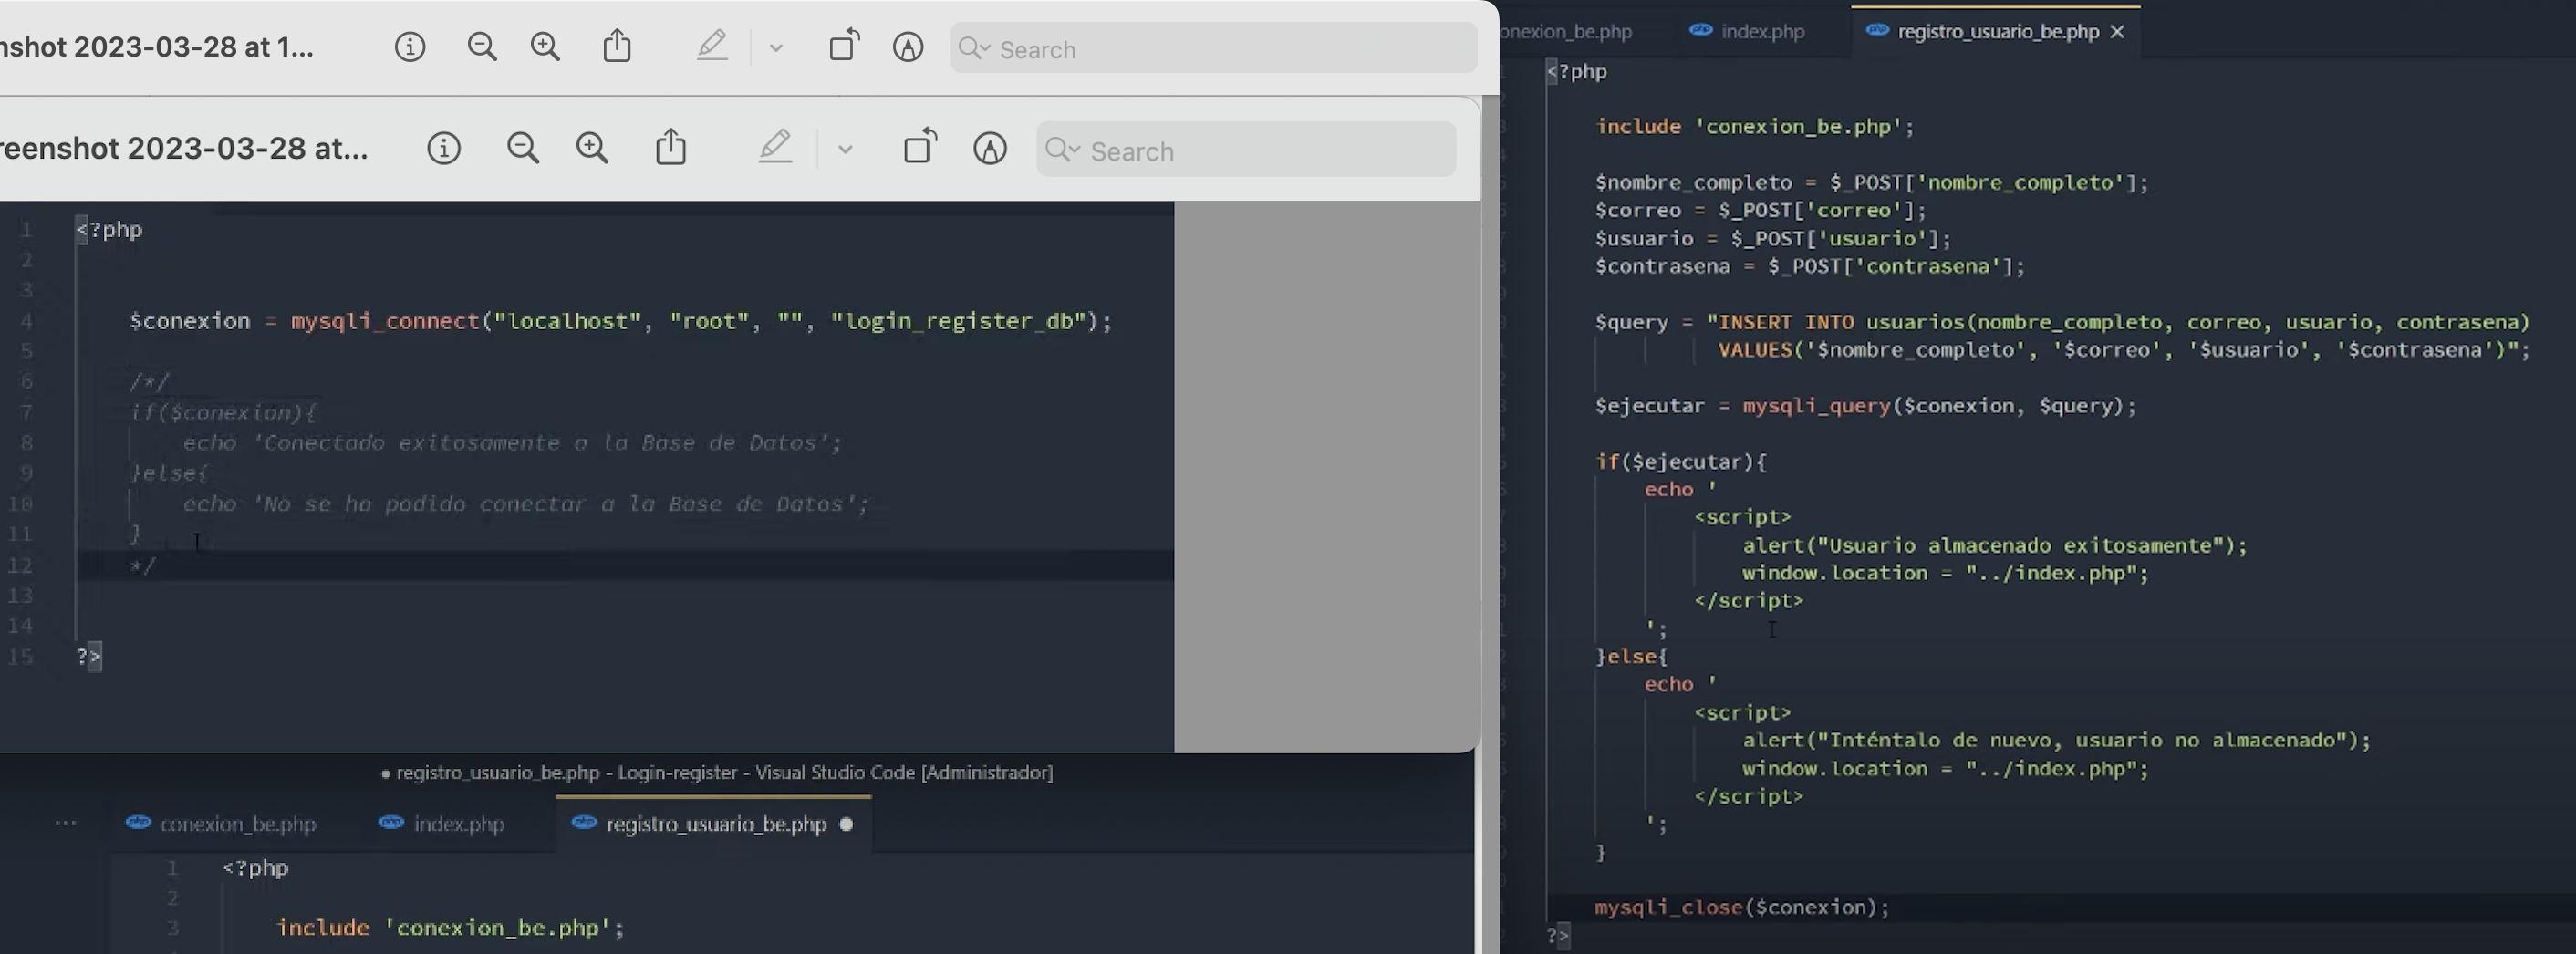 nshot 2023-03-28 at 1...
Search
reenshot 2023-03-28 at...
Search
1 <?php
2
3
4 $conexion = mysqli_connect("localhost", "root", "", "login_register_db");
5
6 /*/
7 if($conexion){
8 echo 'Conectado exitosamente a la Base de Datos';
9 }else{
10 echo 'No se ha podido conectar a la Base de Datos';
11 }
12 */
13
14
15 ?>
● registro_usuario_be.php - Login-register - Visual Studio Code [Administrador]
... conexion_be.php index.php registro_usuario_be.php ●
1 <?php
2
3 include 'conexion_be.php';
onexion_be.php index.php registro_usuario_be.php ×
<?php
include 'conexion_be.php';
$nombre_completo = $_POST['nombre_completo'];
$correo = $_POST['correo'];
$usuario = $_POST['usuario'];
$contrasena = $_POST['contrasena'];
$query = "INSERT INTO usuarios(nombre_completo, correo, usuario, contrasena)
VALUES('$nombre_completo', '$correo', '$usuario', '$contrasena')";
$ejecutar = mysqli_query($conexion, $query);
if($ejecutar){
echo '
<script>
alert("Usuario almacenado exitosamente");
window.location = "../index.php";
</script>
';
}else{
echo '
<script>
alert("Inténtalo de nuevo, usuario no almacenado");
window.location = "../index.php";
</script>
';
}
mysqli_close($conexion);
?>